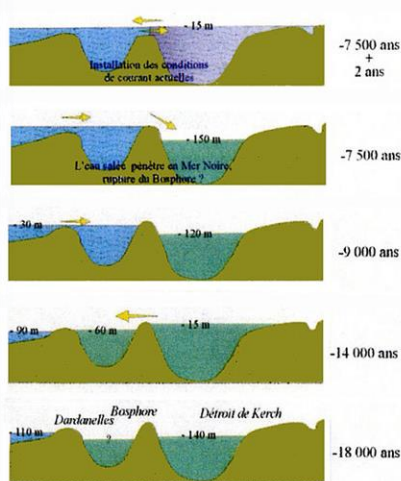 - 15 m
Installation des conditions
de courant actuelles
-7 500 ans
+
2 ans
-150 m
L'eau salée pénètre en Mer Noire,
rupture du Bosphore ?
-7 500 ans
-30 m
-120 m
-9 000 ans
- 90 m
- 60 m
-15 m
-14 000 ans
Dardanelles
Bosphore
Détroit de Kerch
-110 m
?
- 140 m
-18 000 ans